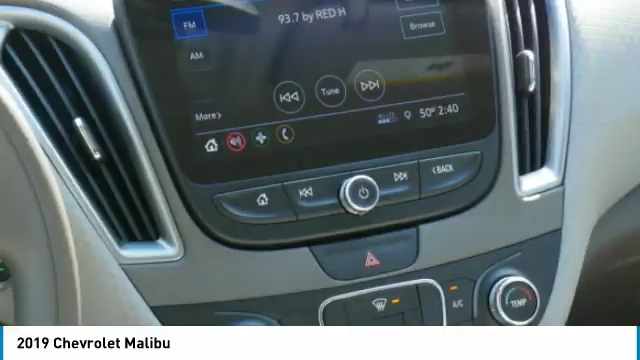 FM
93.7 by RED H
Browse
AM
Tune
More>
50° 2:40
BACK
A/C
TEMP
2019 Chevrolet Malibu